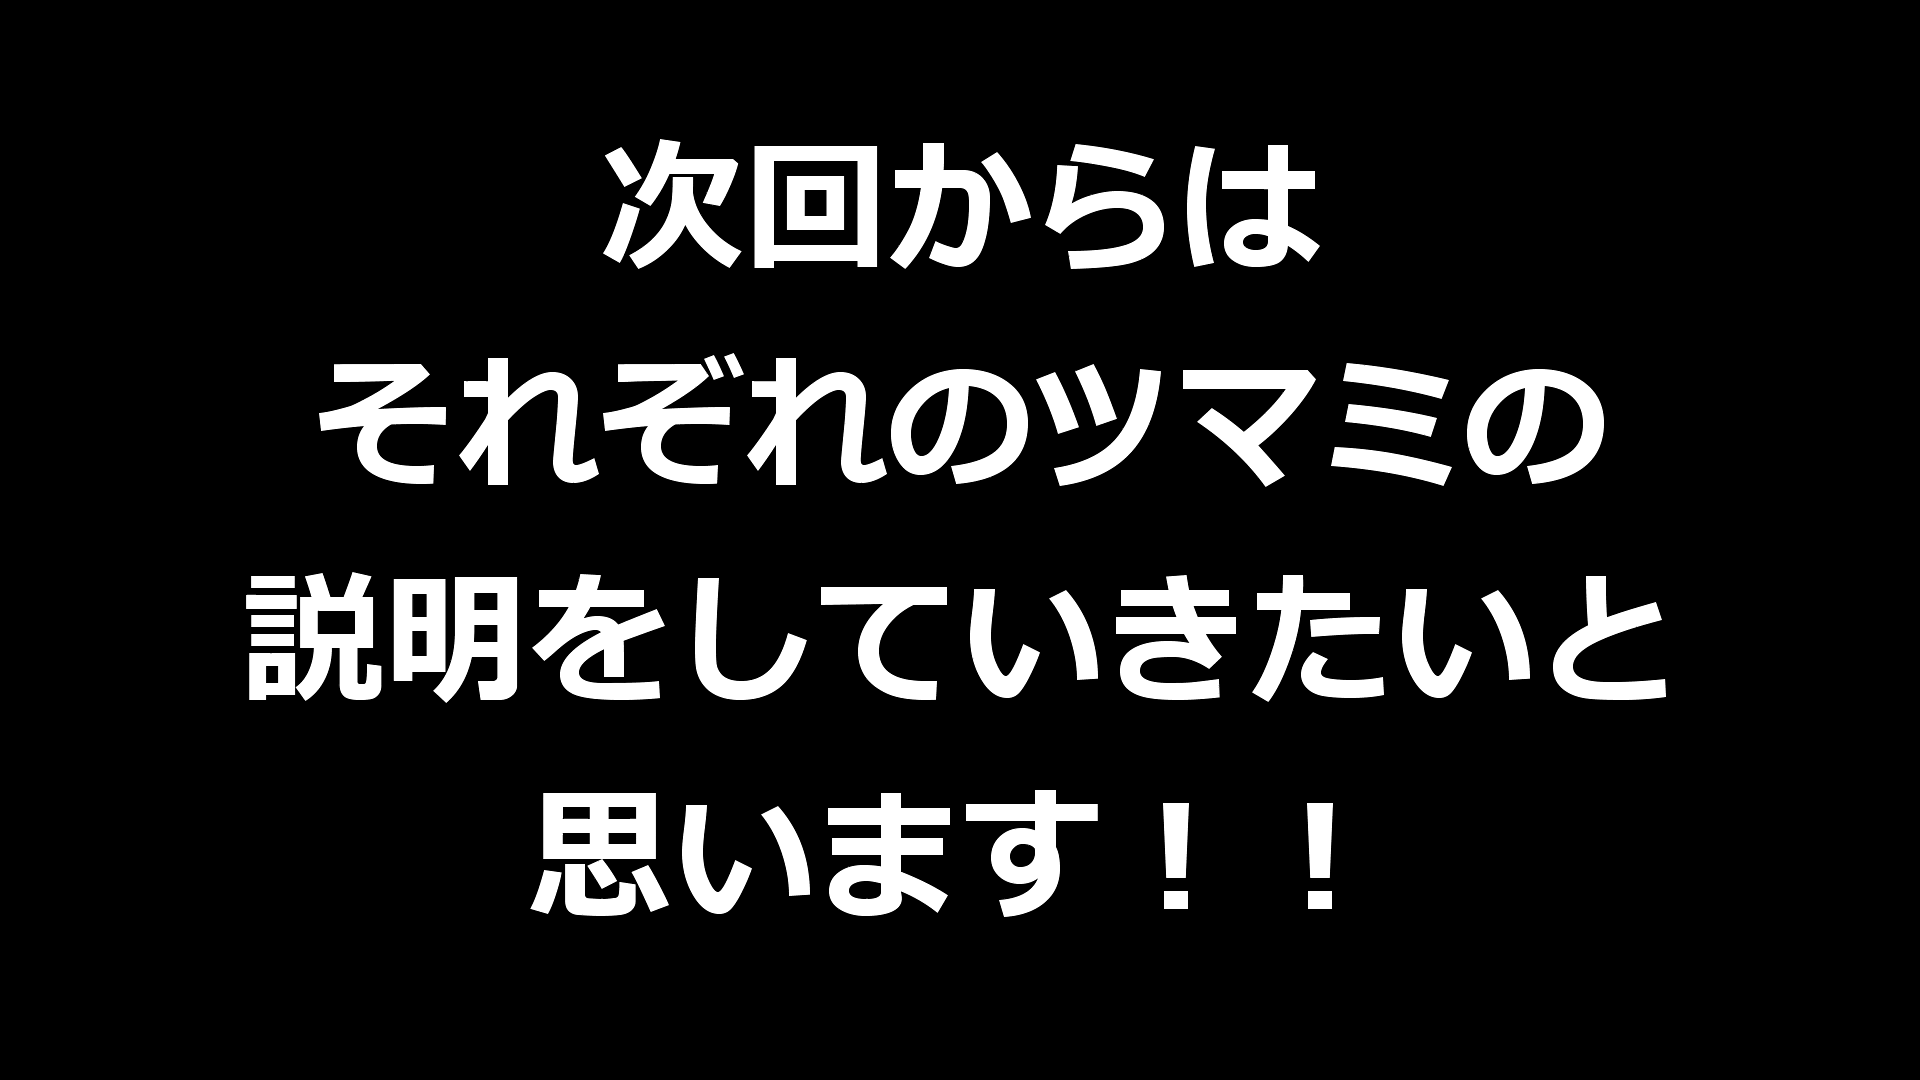 次回からは
それぞれのツマミの
説明をしていきたいと
思います！！